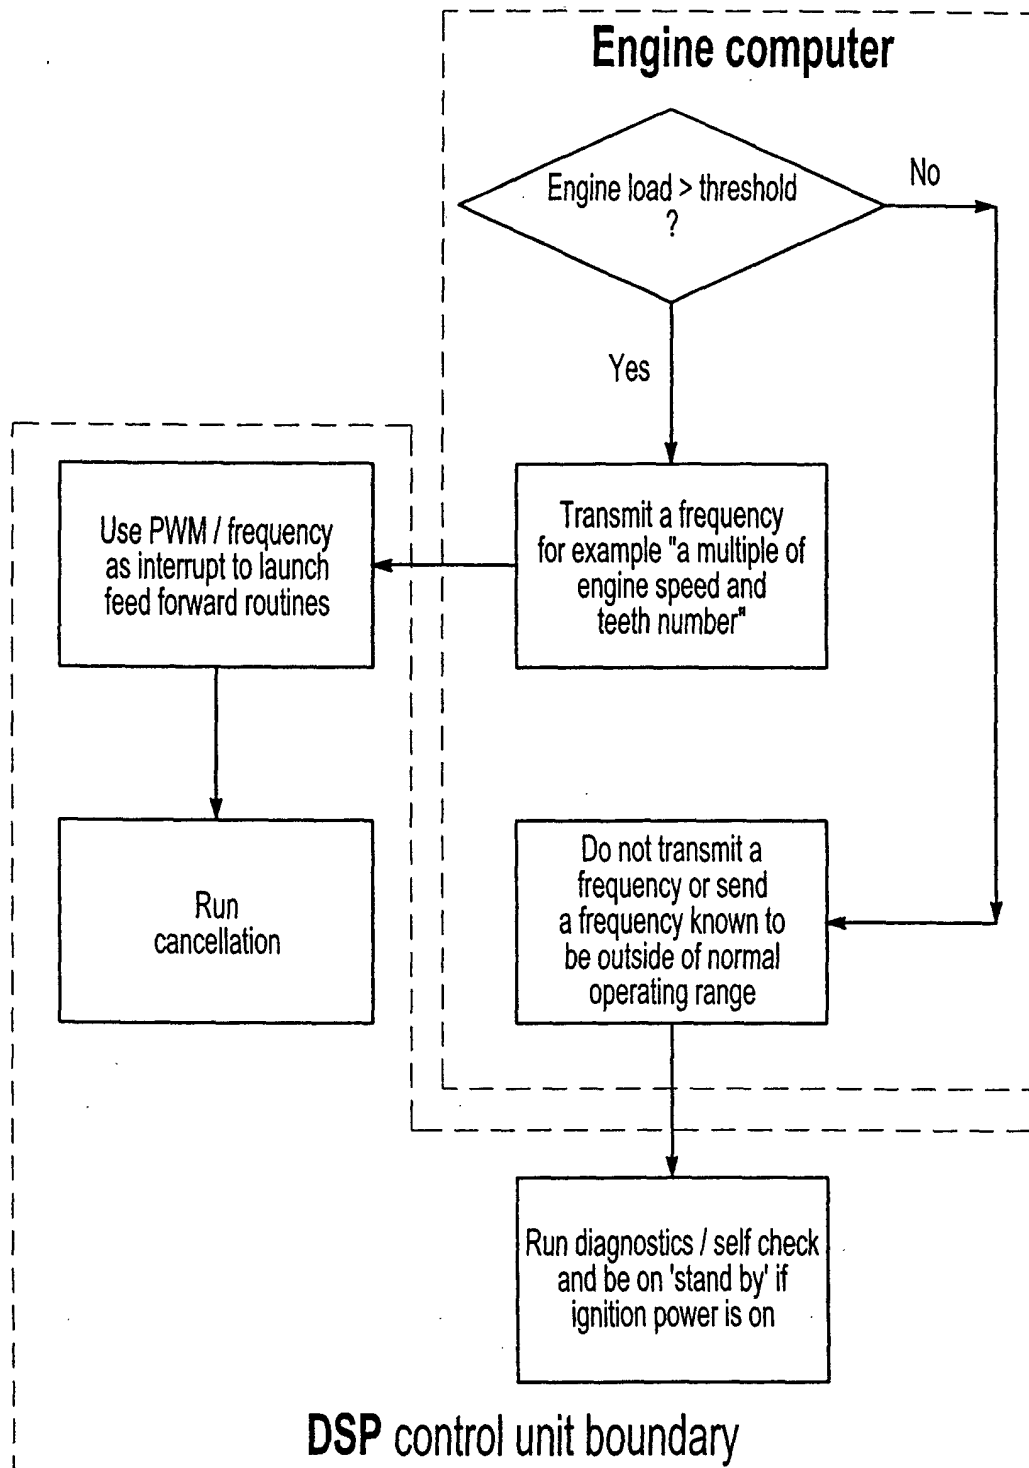 Engine computer
Engine load > threshold
?
No
Yes
Transmit a frequency
for example "a multiple of
engine speed and
teeth number"
Use PWM / frequency
as interrupt to launch
feed forward routines
Run
cancellation
Do not transmit a
frequency or send
a frequency known to
be outside of normal
operating range
Run diagnostics / self check
and be on 'stand by' if
ignition power is on
DSP control unit boundary